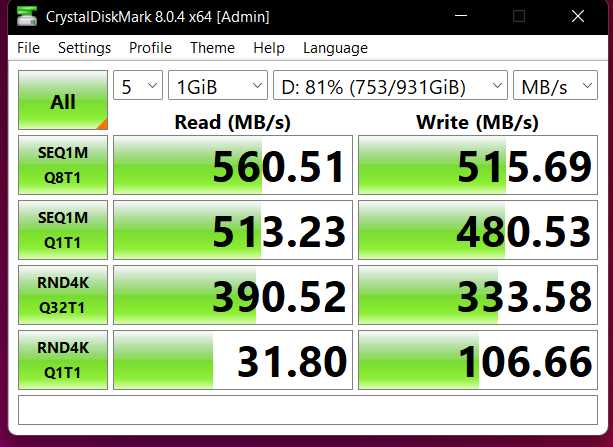 CrystalDiskMark 8.0.4 x64 [Admin]
File Settings Profile Theme Help Language
All 5 1GiB D: 81% (753/931GiB) MB/s
Read (MB/s) Write (MB/s)
SEQ1M
Q8T1 560.51 515.69
SEQ1M
Q1T1 513.23 480.53
RND4K
Q32T1 390.52 333.58
RND4K
Q1T1 31.80 106.66